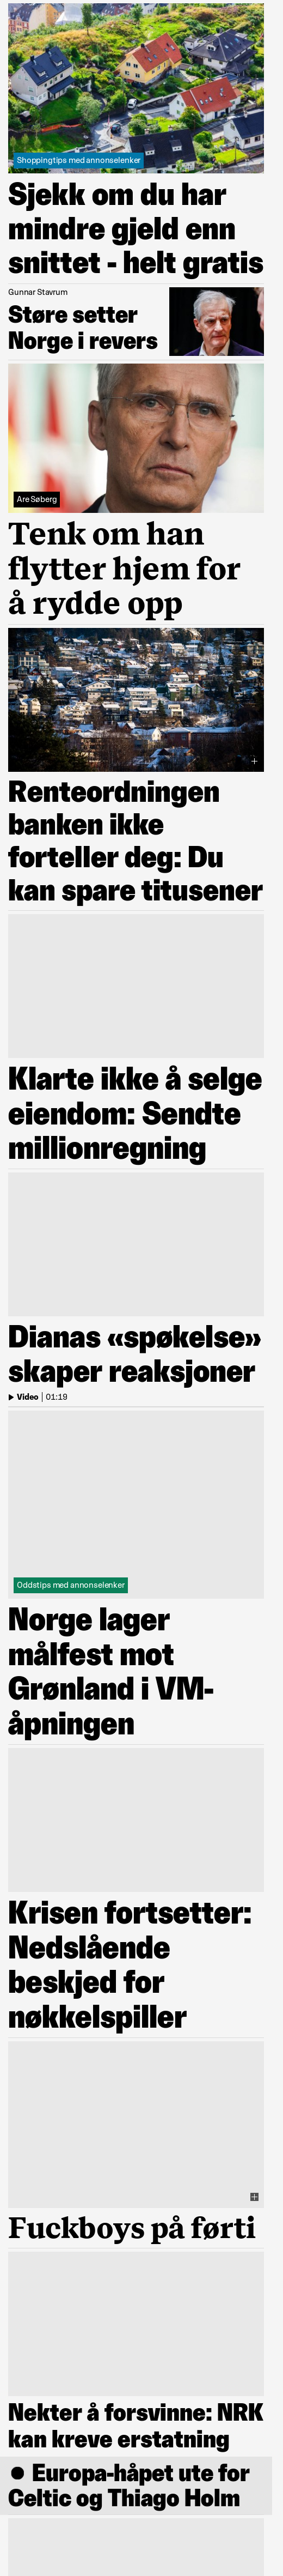 Shoppingtips med annonselenker
Sjekk om du har
mindre gjeld enn
snittet - helt gratis
Gunnar Stavrum
Støre setter
Norge i revers
Are Søberg
Tenk om han
flytter hjem for
å rydde opp
Renteordningen
banken ikke
forteller deg: Du
kan spare titusener
Klarte ikke å selge
eiendom: Sendte
millionregning
Dianas «spøkelse»
skaper reaksjoner
Video | 01:19
Oddstips med annonselenker
Norge lager
målfest mot
Grønland i VM-
åpningen
Krisen fortsetter:
Nedslående
beskjed for
nøkkelspiller
Fuckboys på førti
Nekter å forsvinne: NRK
kan kreve erstatning
Europa-håpet ute for
Celtic og Thiago Holm